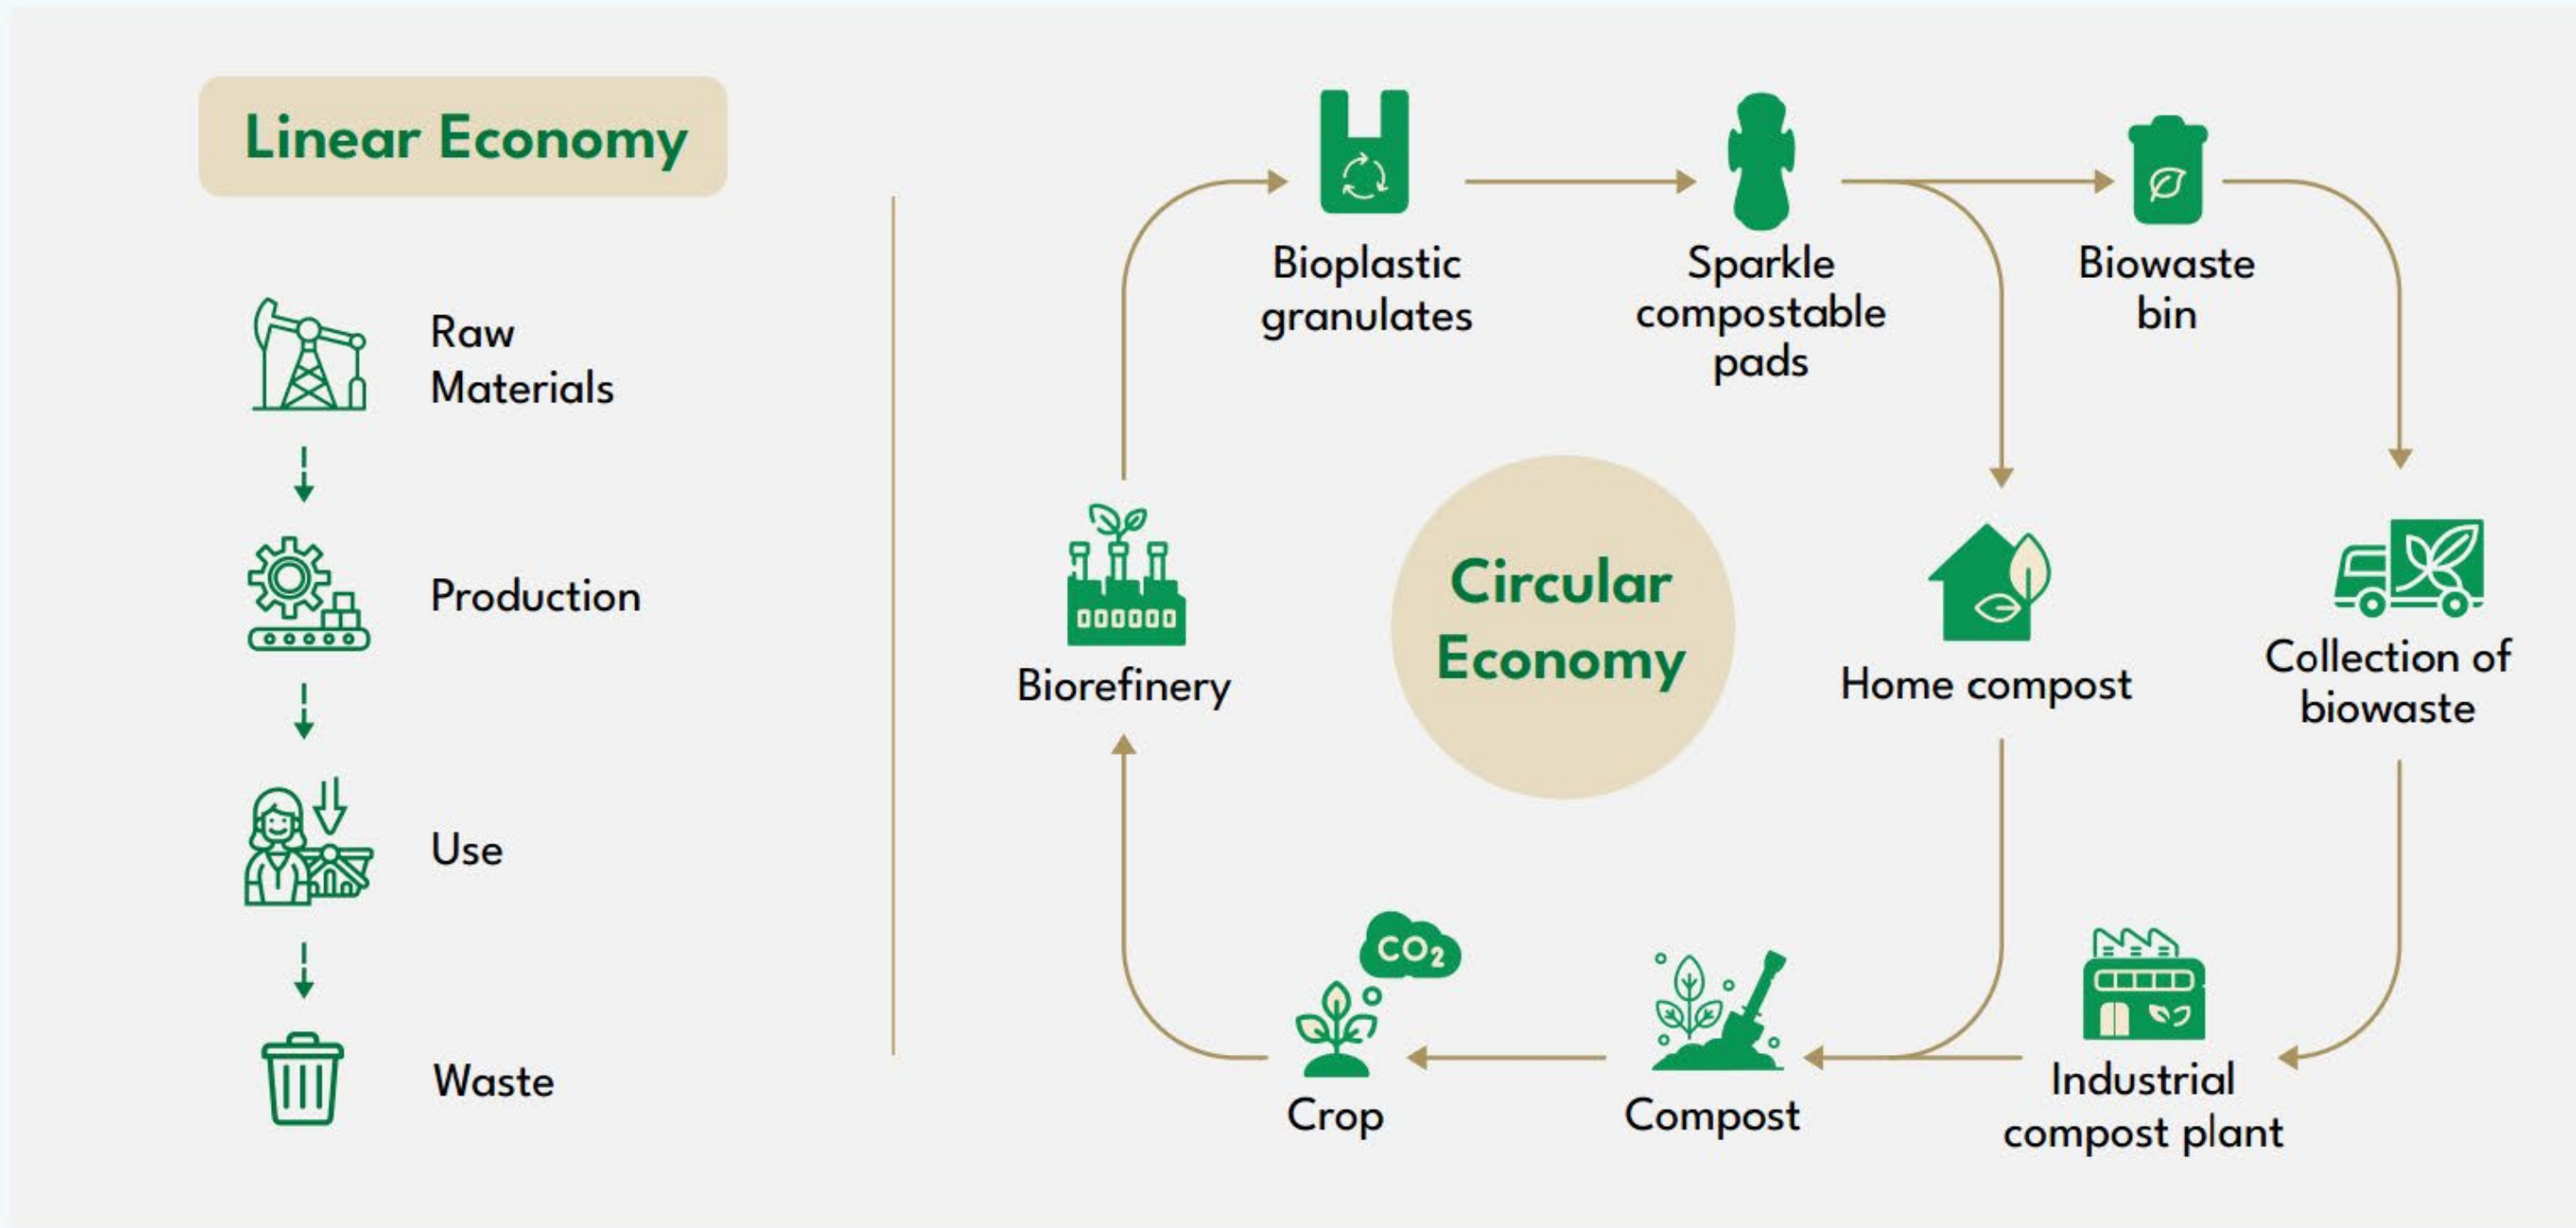 Linear Economy
Raw
Materials
Production
Use
Waste
Bioplastic
granulates
Sparkle
compostable
pads
Biowaste
bin
Biorefinery
Circular
Economy
Home compost
Collection of
biowaste
CO₂
Crop
Compost
Industrial
compost plant